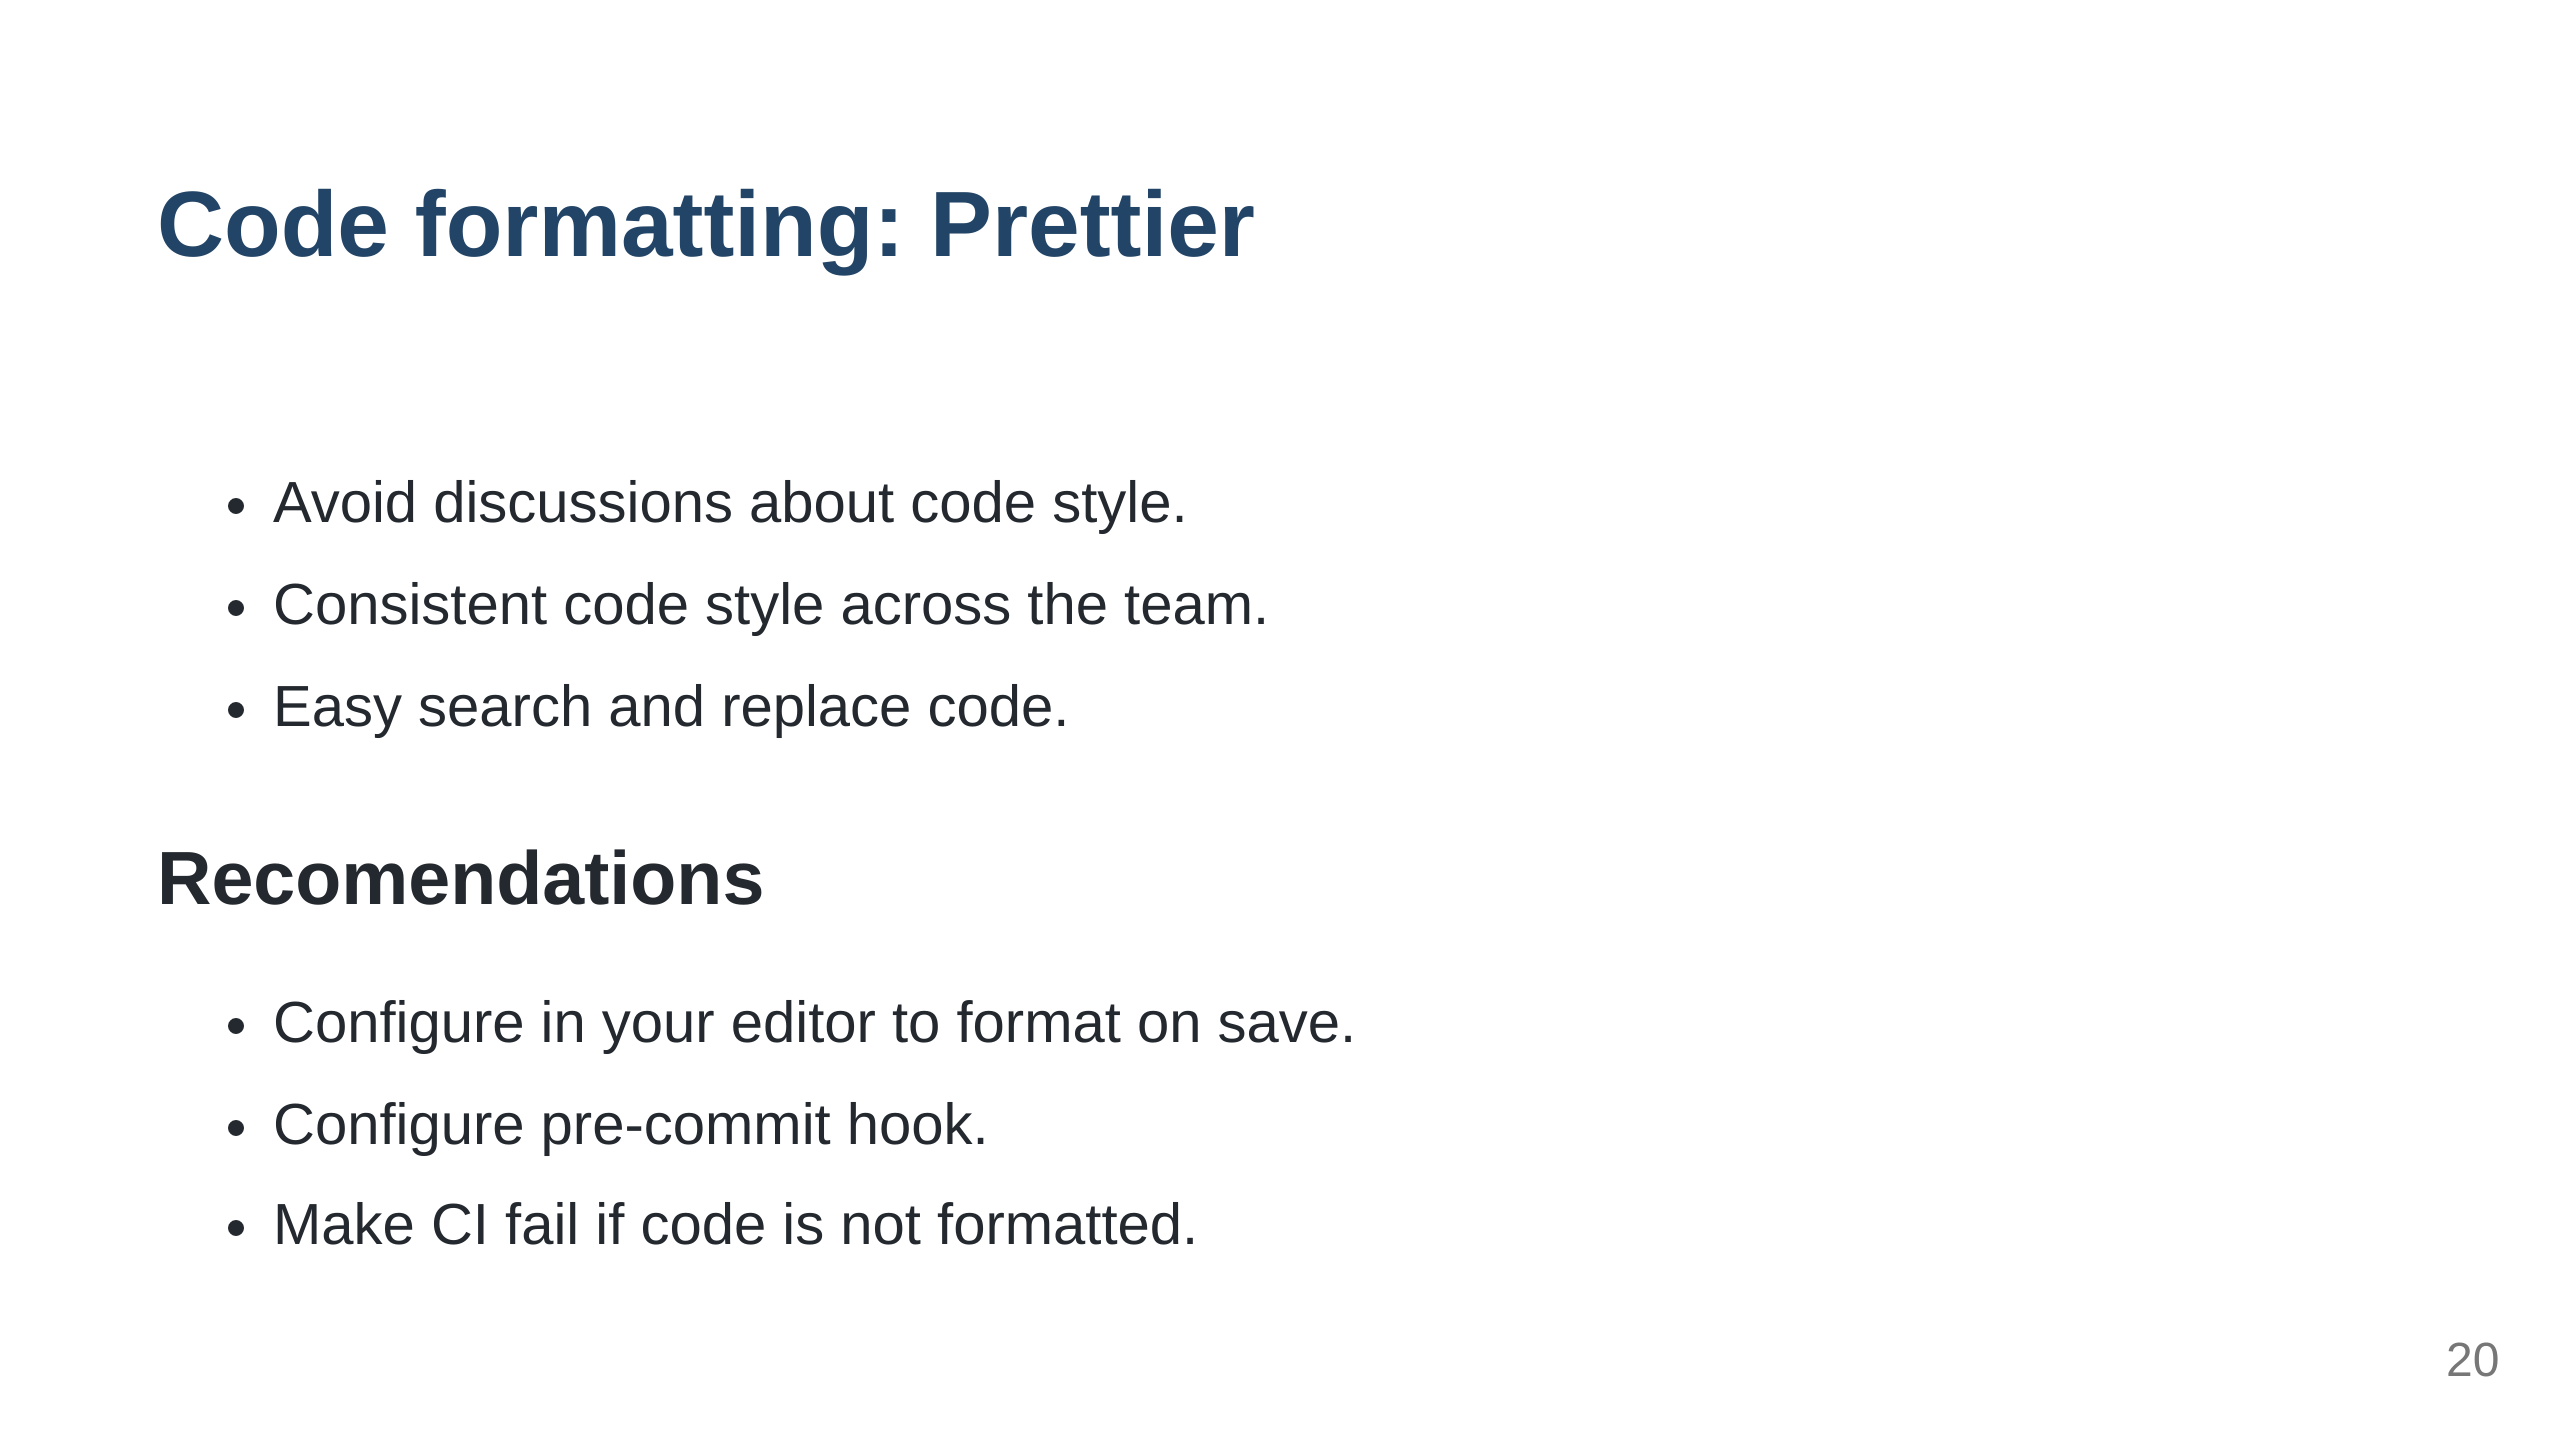 Code formatting: Prettier
• Avoid discussions about code style.
• Consistent code style across the team.
• Easy search and replace code.
Recomendations
• Configure in your editor to format on save.
• Configure pre-commit hook.
• Make CI fail if code is not formatted.
20